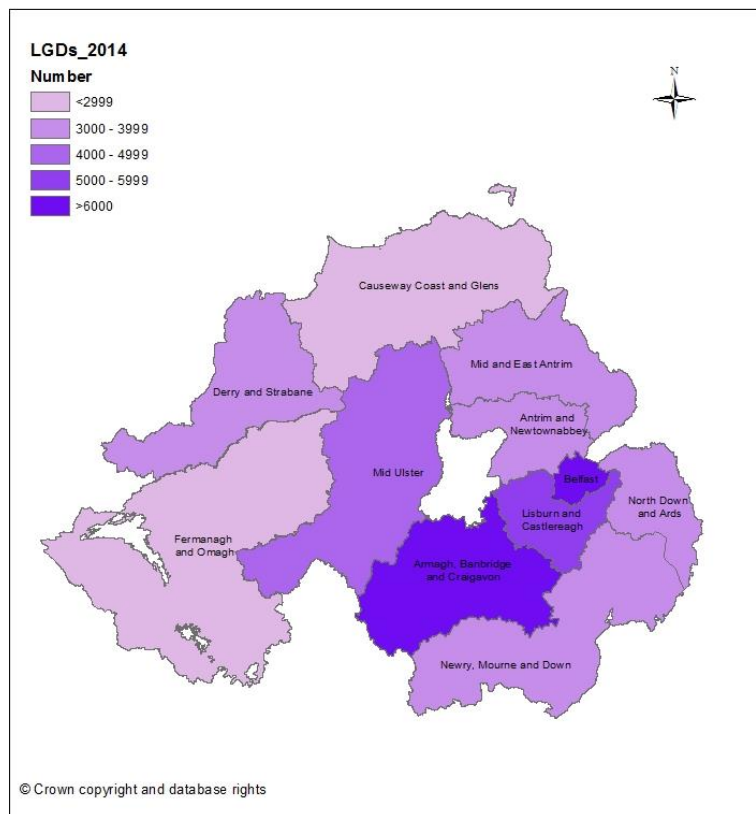 LGDs_2014
Number
<2999
3000 - 3999
4000 - 4999
5000 - 5999
>6000
N
Causeway Coast and Glens
Mid and East Antrim
Derry and Strabane
Antrim and
Newtownabbey
Mid Ulster
Belfast
North Down
and Ards
Lisburn and
Castlereagh
Fermanagh
and Omagh
Armagh, Banbridge
and Craigavon
Newry, Mourne and Down
© Crown copyright and database rights